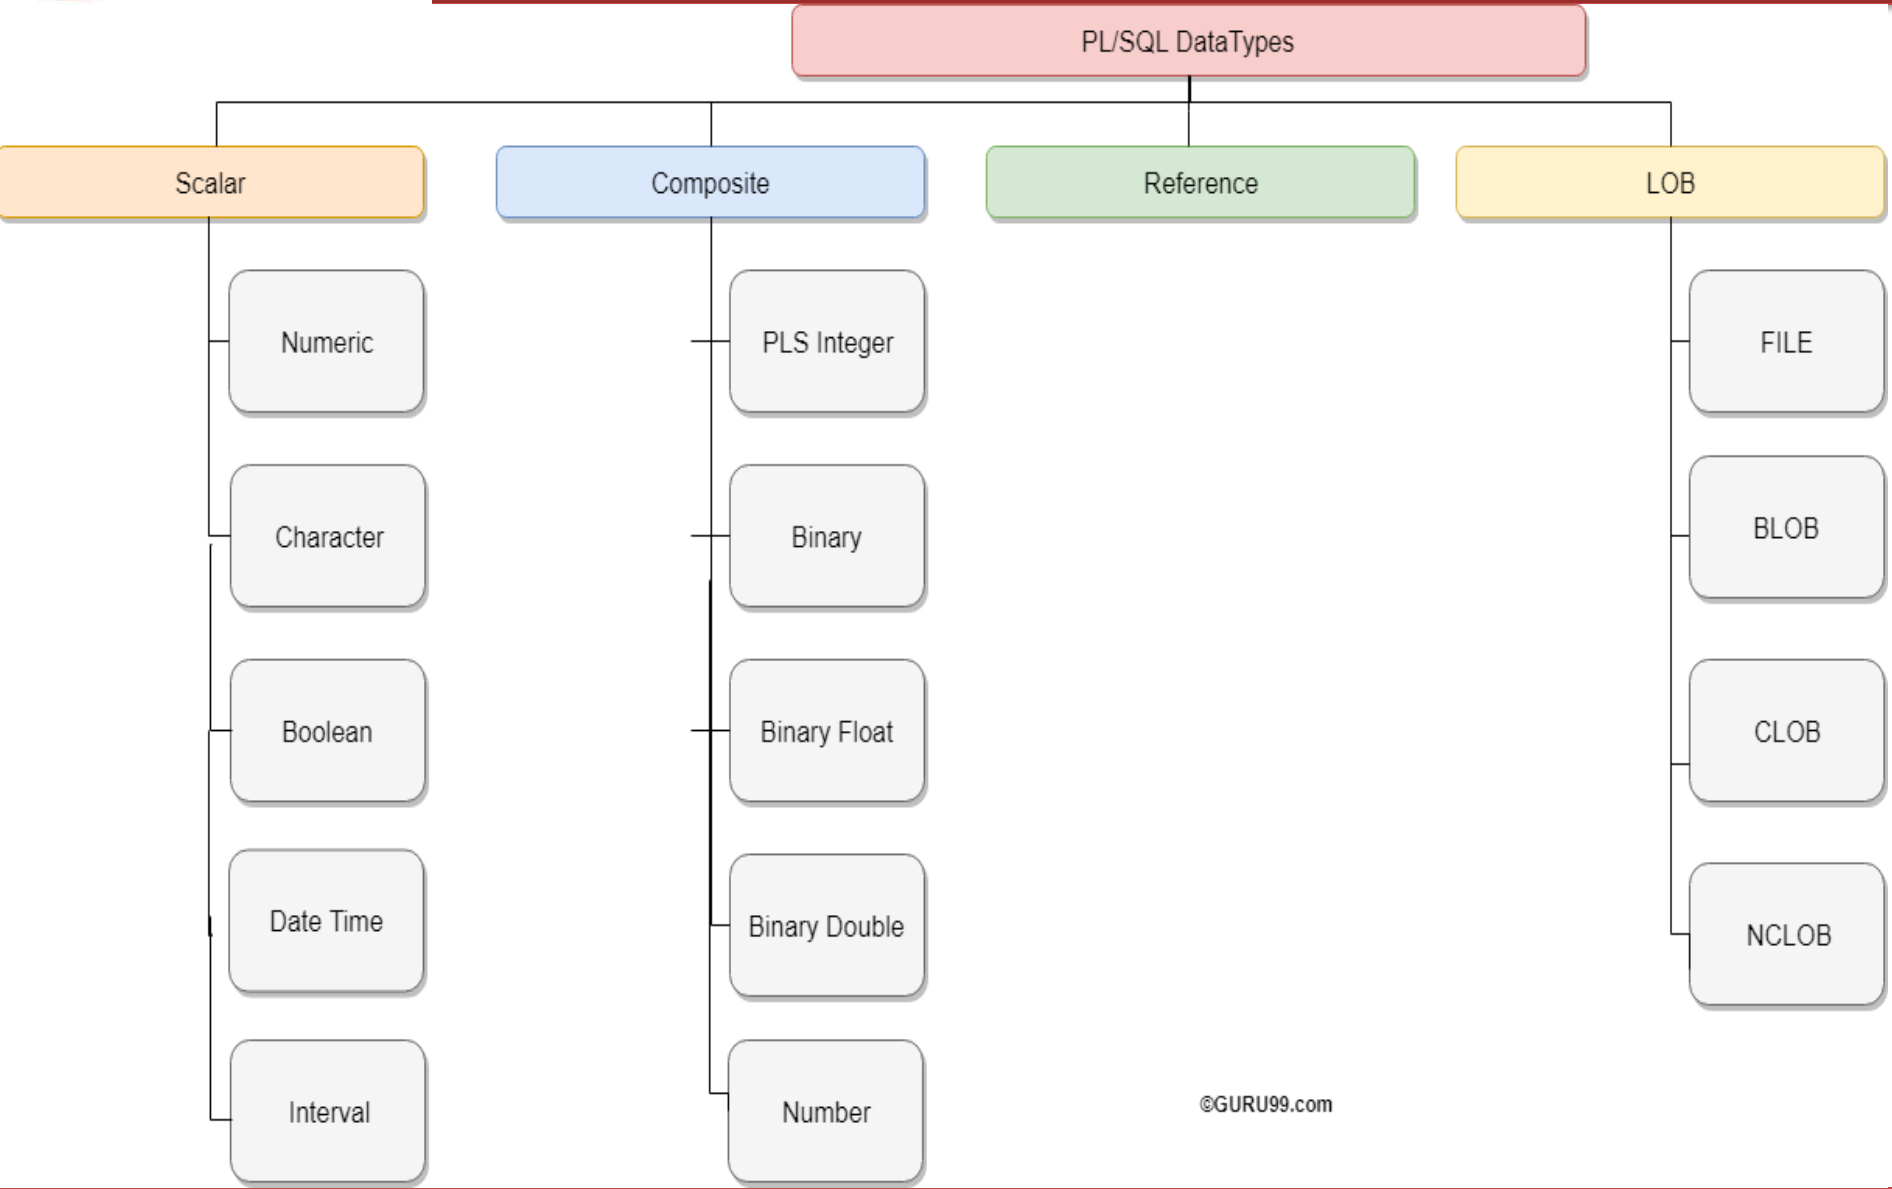 PL/SQL DataTypes
Scalar
Composite
Reference
LOB
Numeric
PLS Integer
FILE
Character
Binary
BLOB
Boolean
Binary Float
CLOB
Date Time
Binary Double
NCLOB
Interval
Number
©GURU99.com